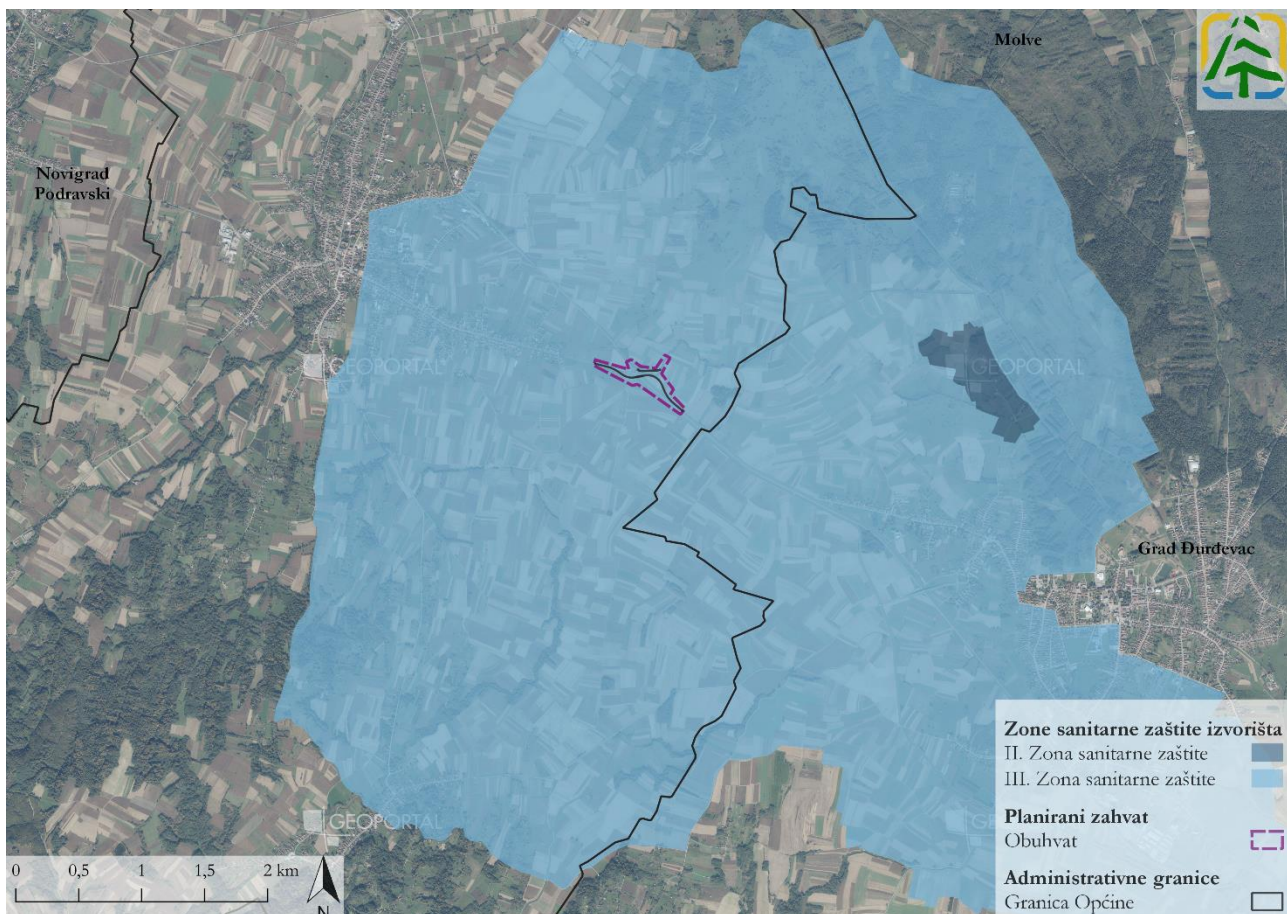 Molve
Novigrad
Podravski
GEOPORTAL
GEOPORTAL
Grad Đurđevac
GEOPORTAL
GEOPORTAL
Zone sanitarne zaštite izvorišta
II. Zona sanitarne zaštite
III. Zona sanitarne zaštite
Planirani zahvat
Obuhvat
Administrativne granice
Granica Općine
0 0,5 1 1,5 2 km
N